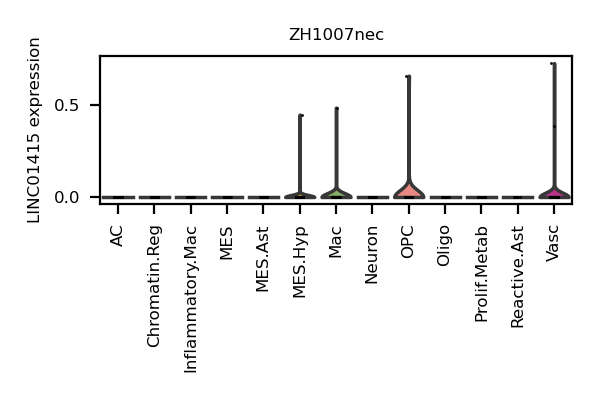 ZH1007nec
LINC01415 expression
0.5
0.0
AC
Chromatin.Reg
Inflammatory.Mac
MES
MES.Ast
MES.Hyp
Mac
Neuron
OPC
Oligo
Prolif.Metab
Reactive.Ast
Vasc